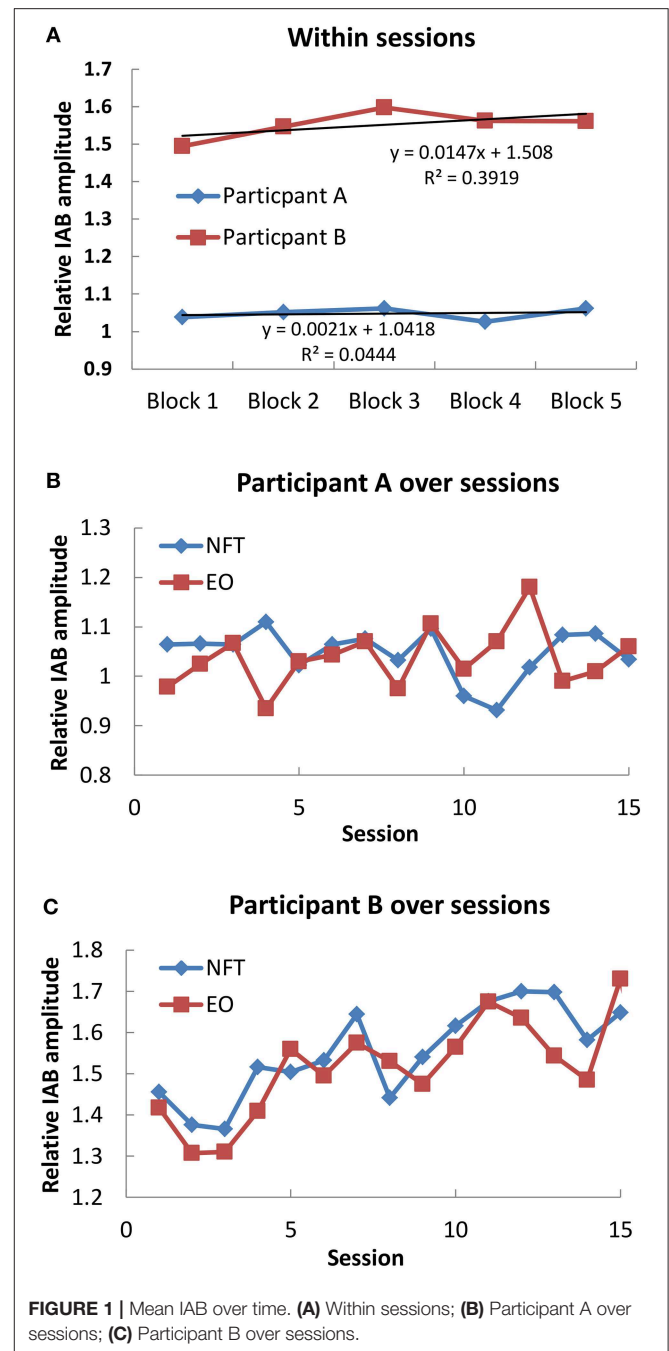 A
Within sessions
Relative IAB amplitude
1.7
1.6
1.5
1.4
1.3
1.2
1.1
1
0.9
y = 0.0147x + 1.508
R² = 0.3919
Particpant A
Particpant B
y = 0.0021x + 1.0418
R² = 0.0444
Block 1 Block 2 Block 3 Block 4 Block 5
B
Participant A over sessions
Relative IAB amplitude
1.3
1.2
1.1
1
0.9
0.8
NFT
EO
0 5 10 15
Session
C
Participant B over sessions
Relative IAB amplitude
1.8
1.7
1.6
1.5
1.4
1.3
1.2
NFT
EO
0 5 10 15
Session
FIGURE 1 | Mean IAB over time. (A) Within sessions; (B) Participant A over
sessions; (C) Participant B over sessions.